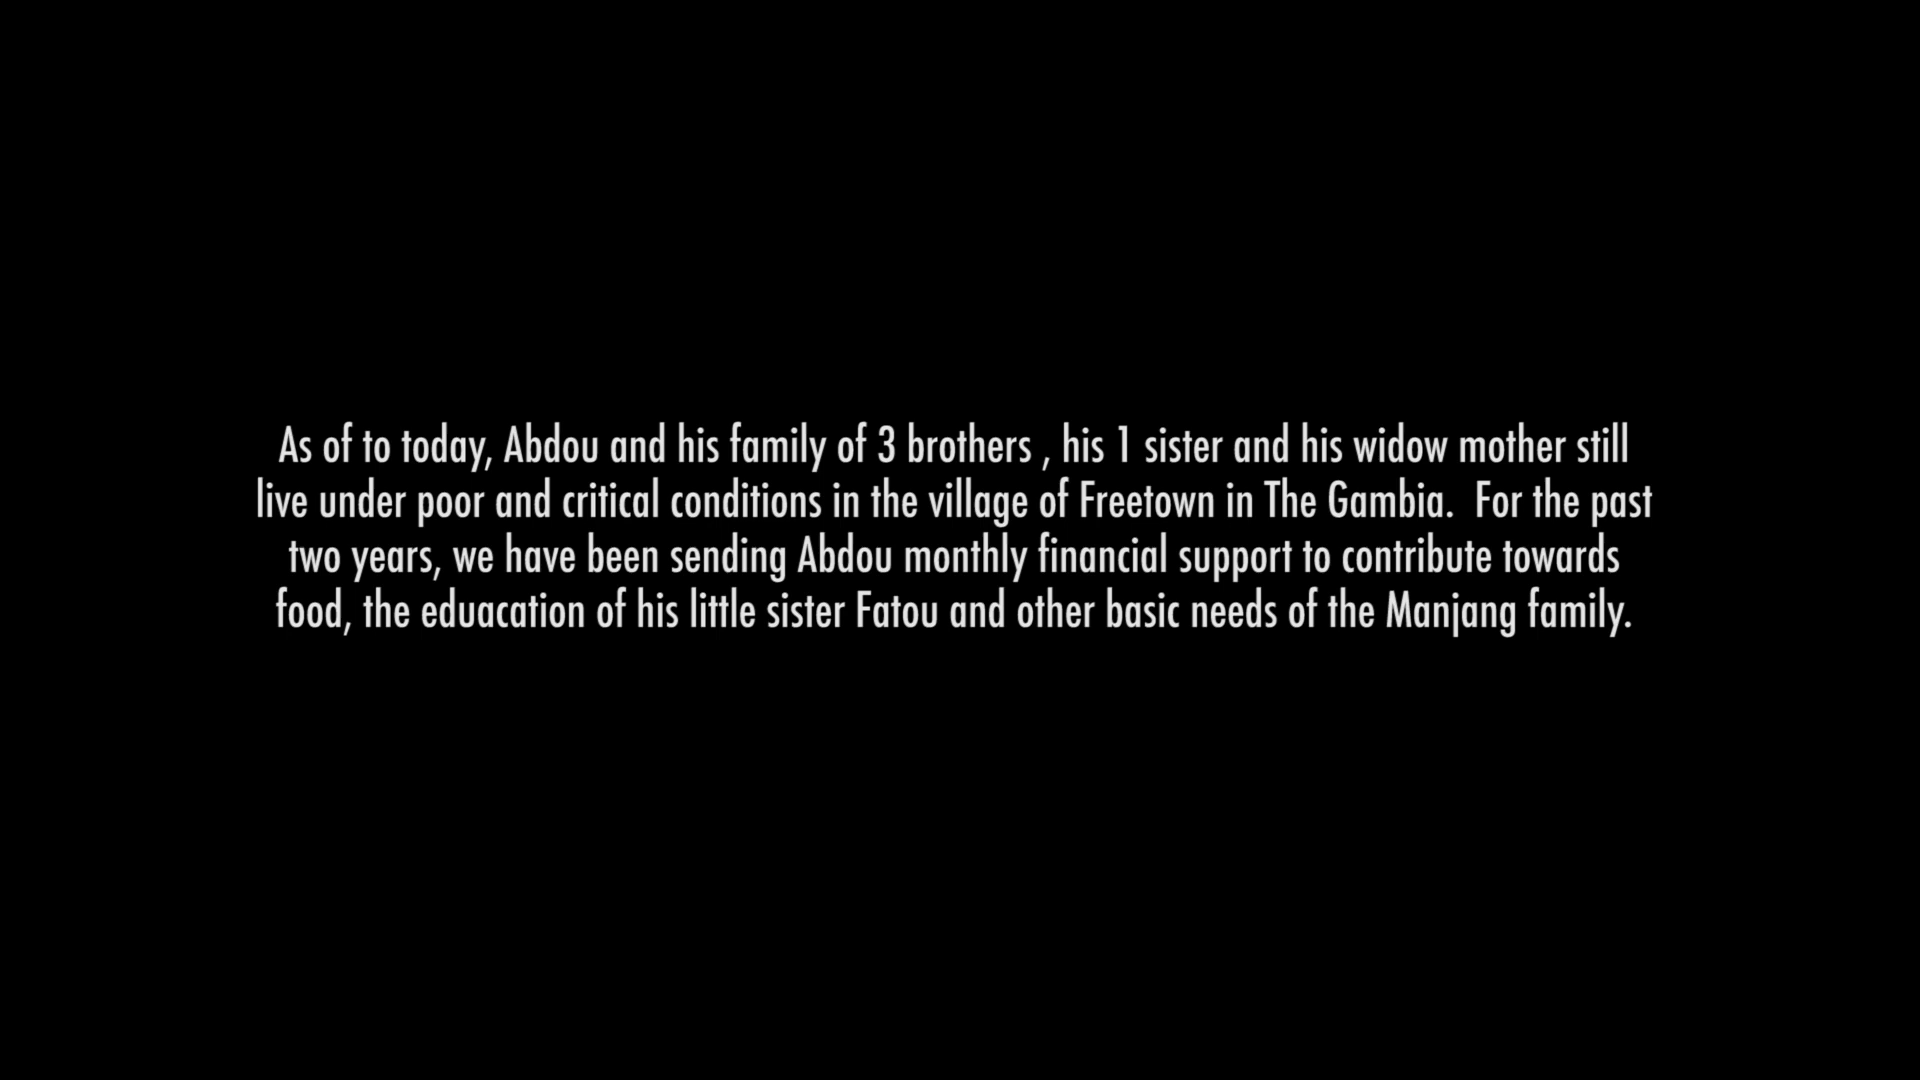 As of to today, Abdou and his family of 3 brothers , his 1 sister and his widow mother still
live under poor and critical conditions in the village of Freetown in The Gambia.  For the past
two years, we have been sending Abdou monthly financial support to contribute towards
food, the eduacation of his little sister Fatou and other basic needs of the Manjang family.